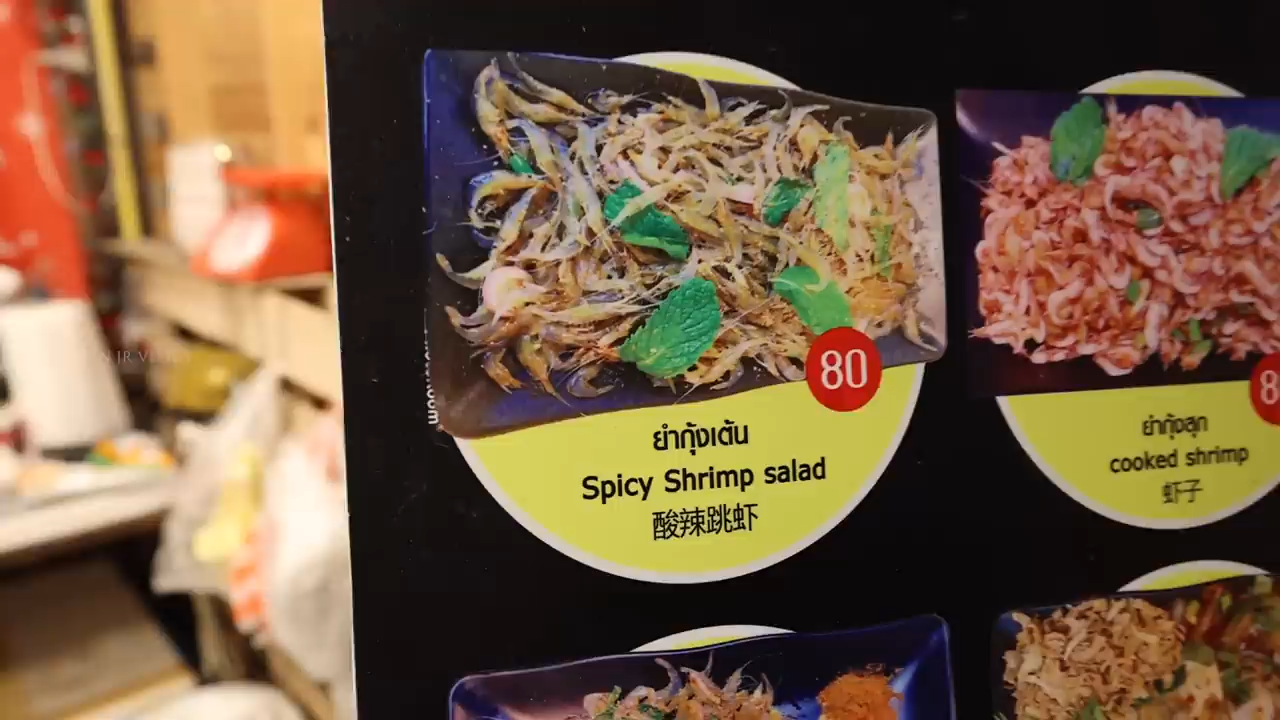 80
ยำกุ้งเต้น
Spicy Shrimp salad
酸辣跳虾
8
ยำกุ้งสุก
cooked shrimp
虾子